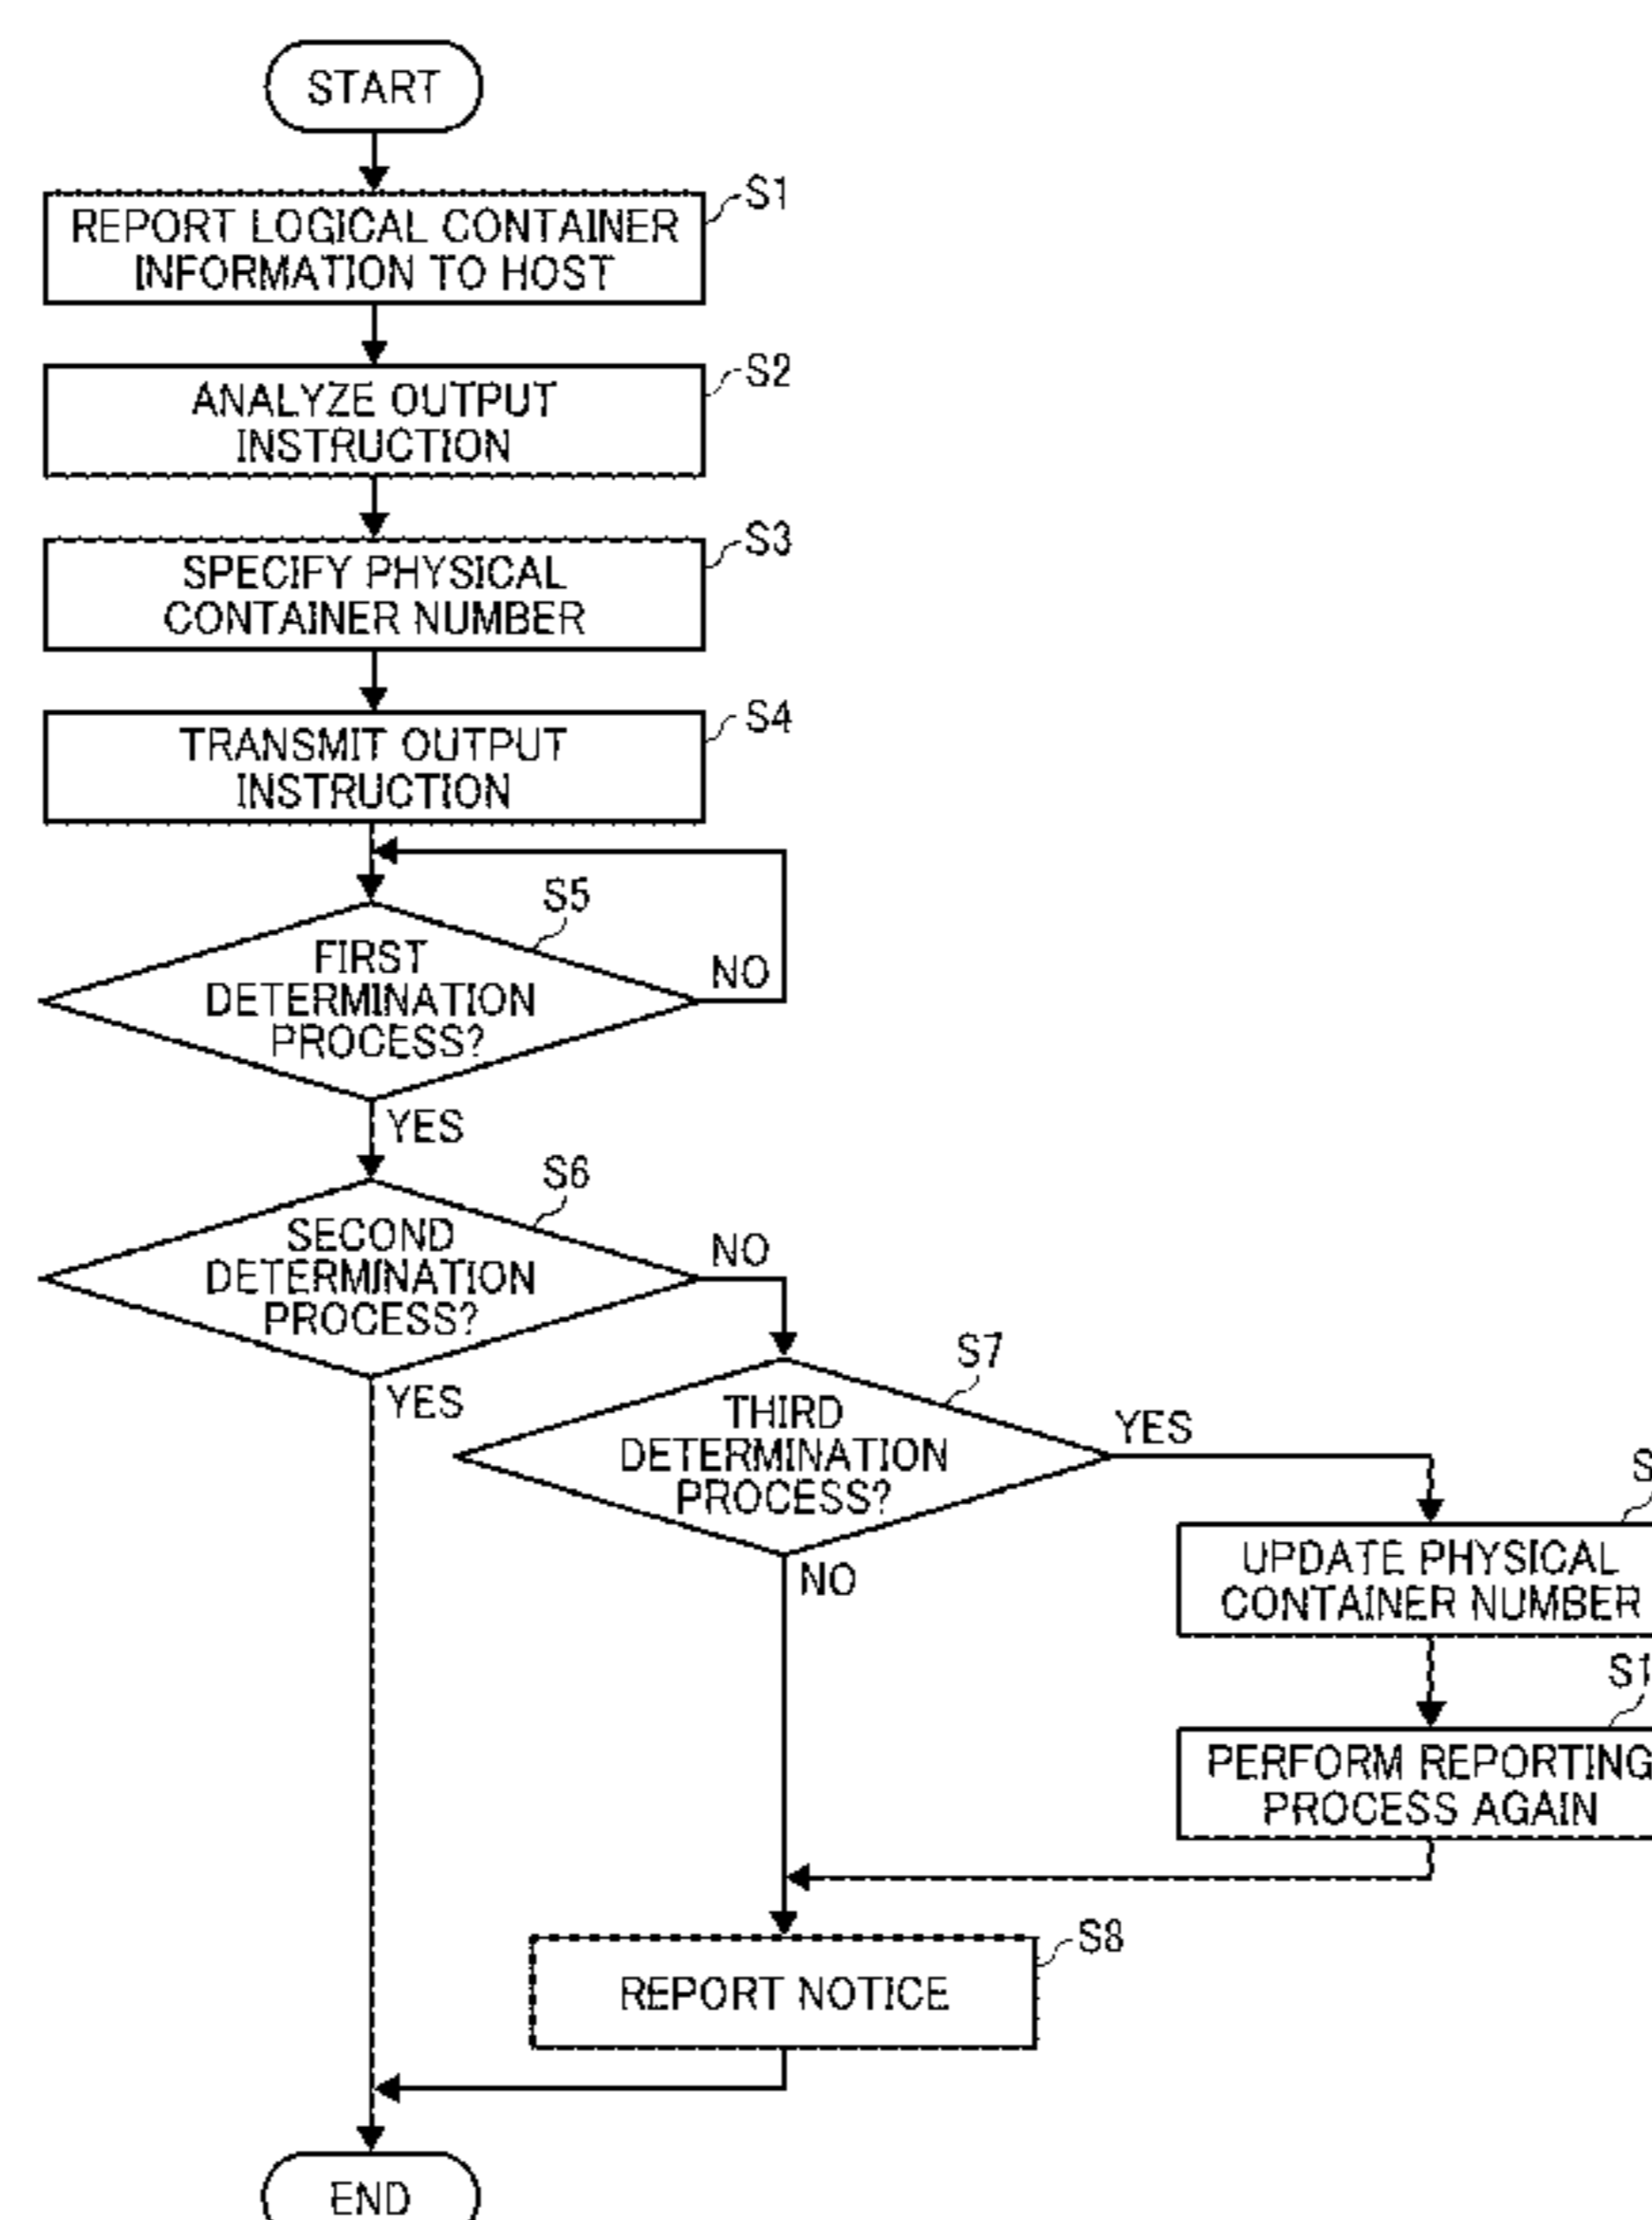 START
S1
REPORT LOGICAL CONTAINER
INFORMATION TO HOST
S2
ANALYZE OUTPUT
INSTRUCTION
S3
SPECIFY PHYSICAL
CONTAINER NUMBER
S4
TRANSMIT OUTPUT
INSTRUCTION
S5
FIRST
DETERMINATION
PROCESS?
NO
YES
S6
SECOND
DETERMINATION
PROCESS?
NO
YES
S7
THIRD
DETERMINATION
PROCESS?
YES
NO
UPDATE PHYSICAL
CONTAINER NUMBER
PERFORM REPORTING
PROCESS AGAIN
S8
REPORT NOTICE
END